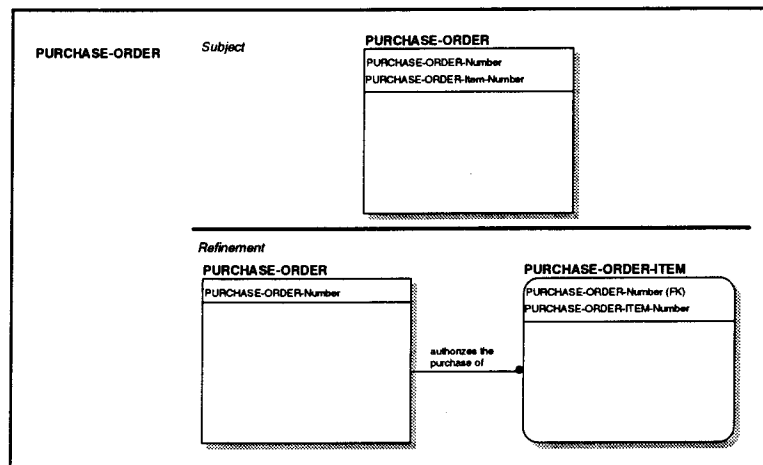 PURCHASE-ORDER
Subject
PURCHASE-ORDER
PURCHASE-ORDER-Number
PURCHASE-ORDER-Item-Number
Refinement
PURCHASE-ORDER
PURCHASE-ORDER-Number
authorizes the
purchase of
PURCHASE-ORDER-ITEM
PURCHASE-ORDER-Number (FK)
PURCHASE-ORDER-ITEM-Number